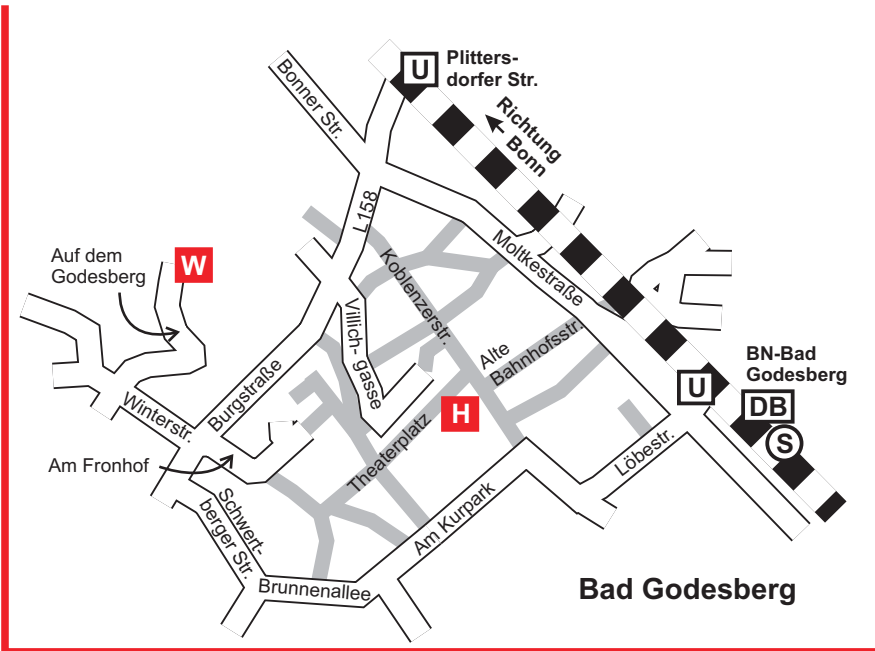 U
Plitters-
dorfer Str.
Bonner Str.
Richtung
Bonn
L158
Auf dem
Godesberg
W
Koblenzerstr.
Moltkestraße
Villich- gasse
Alte
Bahnhofsstr.
BN-Bad
Godesberg
U
DB
S
Burgstraße
Winterstr.
H
Theaterplatz
Am Fronhof
Löbestr.
Schwert-
berger Str.
Am Kurpark
Brunnenallee
Bad Godesberg